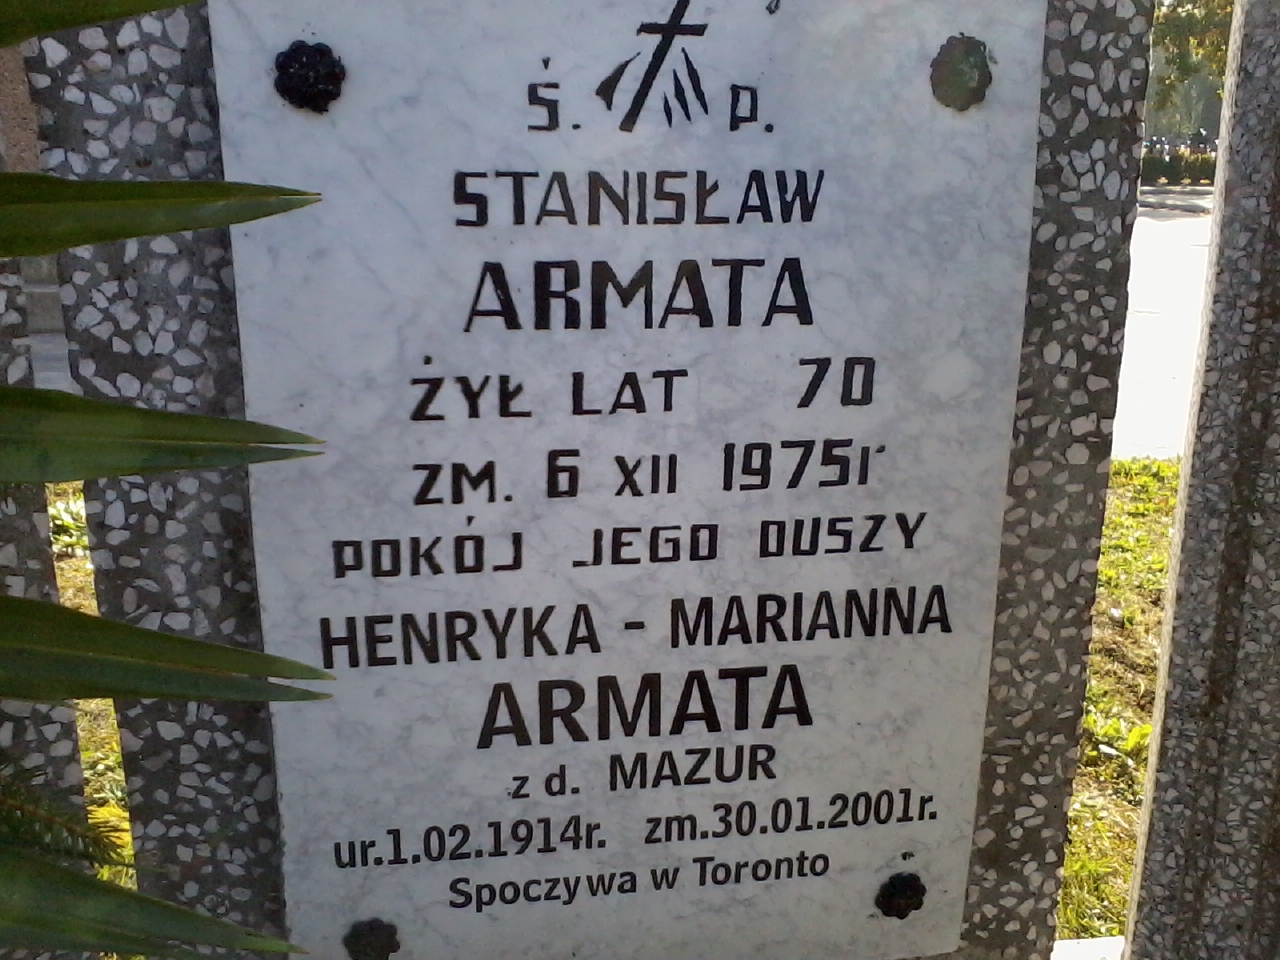 Ś. P.
STANISŁAW
ARMATA
ŻYŁ LAT 70
ZM. 6 XII 1975r
POKÓJ JEGO DUSZY
HENRYKA - MARIANNA
ARMATA
z d. MAZUR
ur.1.02.1914r. zm.30.01.2001r.
Spoczywa w Toronto